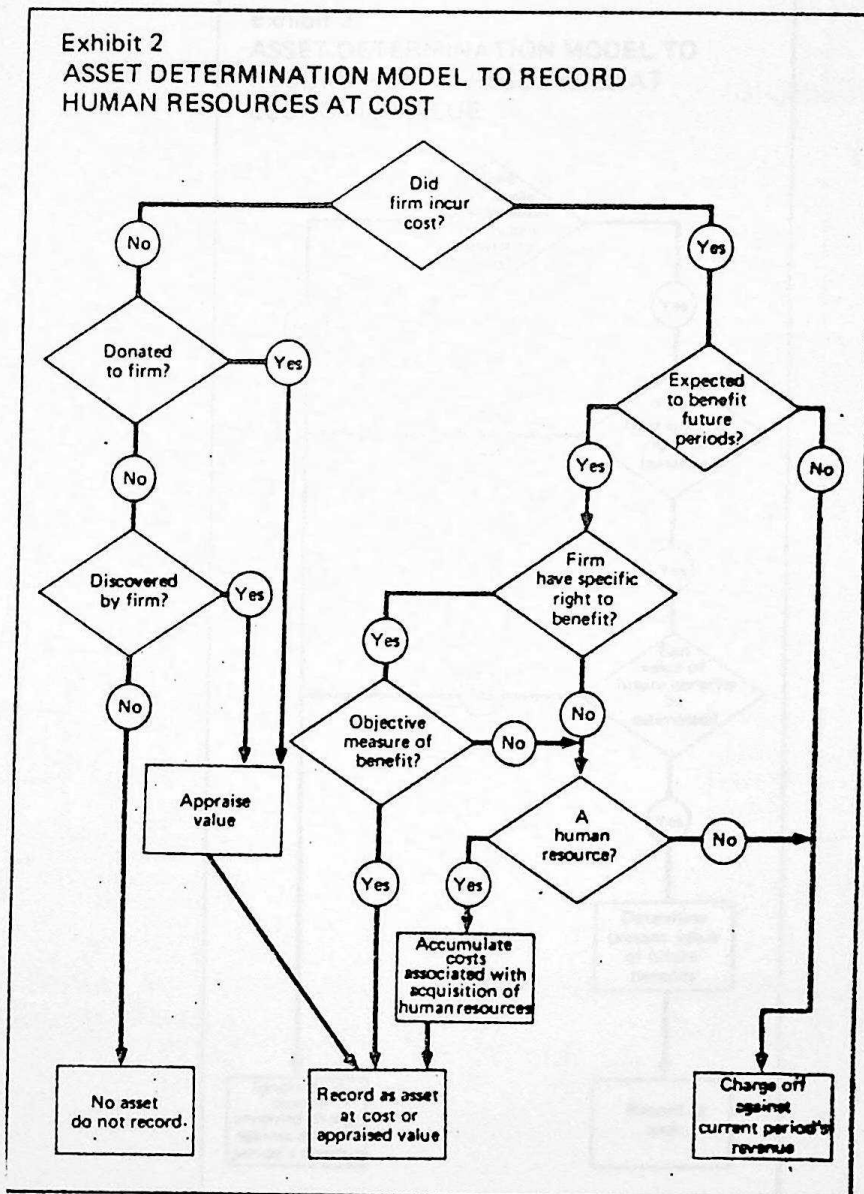 Exhibit 2
ASSET DETERMINATION MODEL TO RECORD
HUMAN RESOURCES AT COST
Did
firm incur
cost?
No
Yes
Donated
to firm?
Yes
Expected
to benefit
future
periods?
No
Yes
No
Discovered
by firm?
Yes
Firm
have specific
right to
benefit?
Yes
No
No
Objective
measure of
benefit?
No
Appraise
value
A
human
resource?
No
Yes
Yes
Accumulate
costs
associated with
acquisition of
human resources
No asset
do not record.
Record as asset
at cost or
appraised value
Charge off
against
current period's
revenue